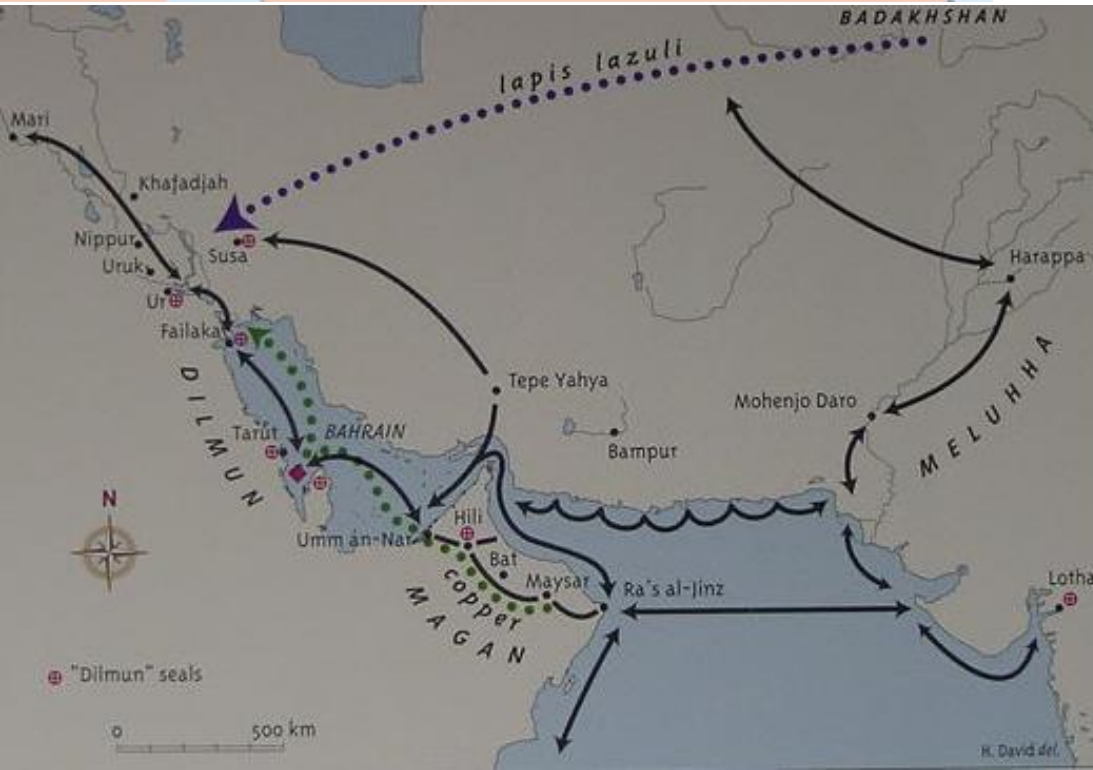 BADAKHSHAN
lapis lazuli
Mari
Khafadjah
Nippur
Susa
Uruk
Harappa
Ur
Failaka
DILMUN
Tepe Yahya
Mohenjo Daro
MELUHHA
Tarut
BAHRAIN
Bampur
N
Hili
Umm an-Nar
Bat
copper
Maysar
Ra's al-Jinz
MAGAN
Lotha
"Dilmun" seals
0 500 km
H. David del.